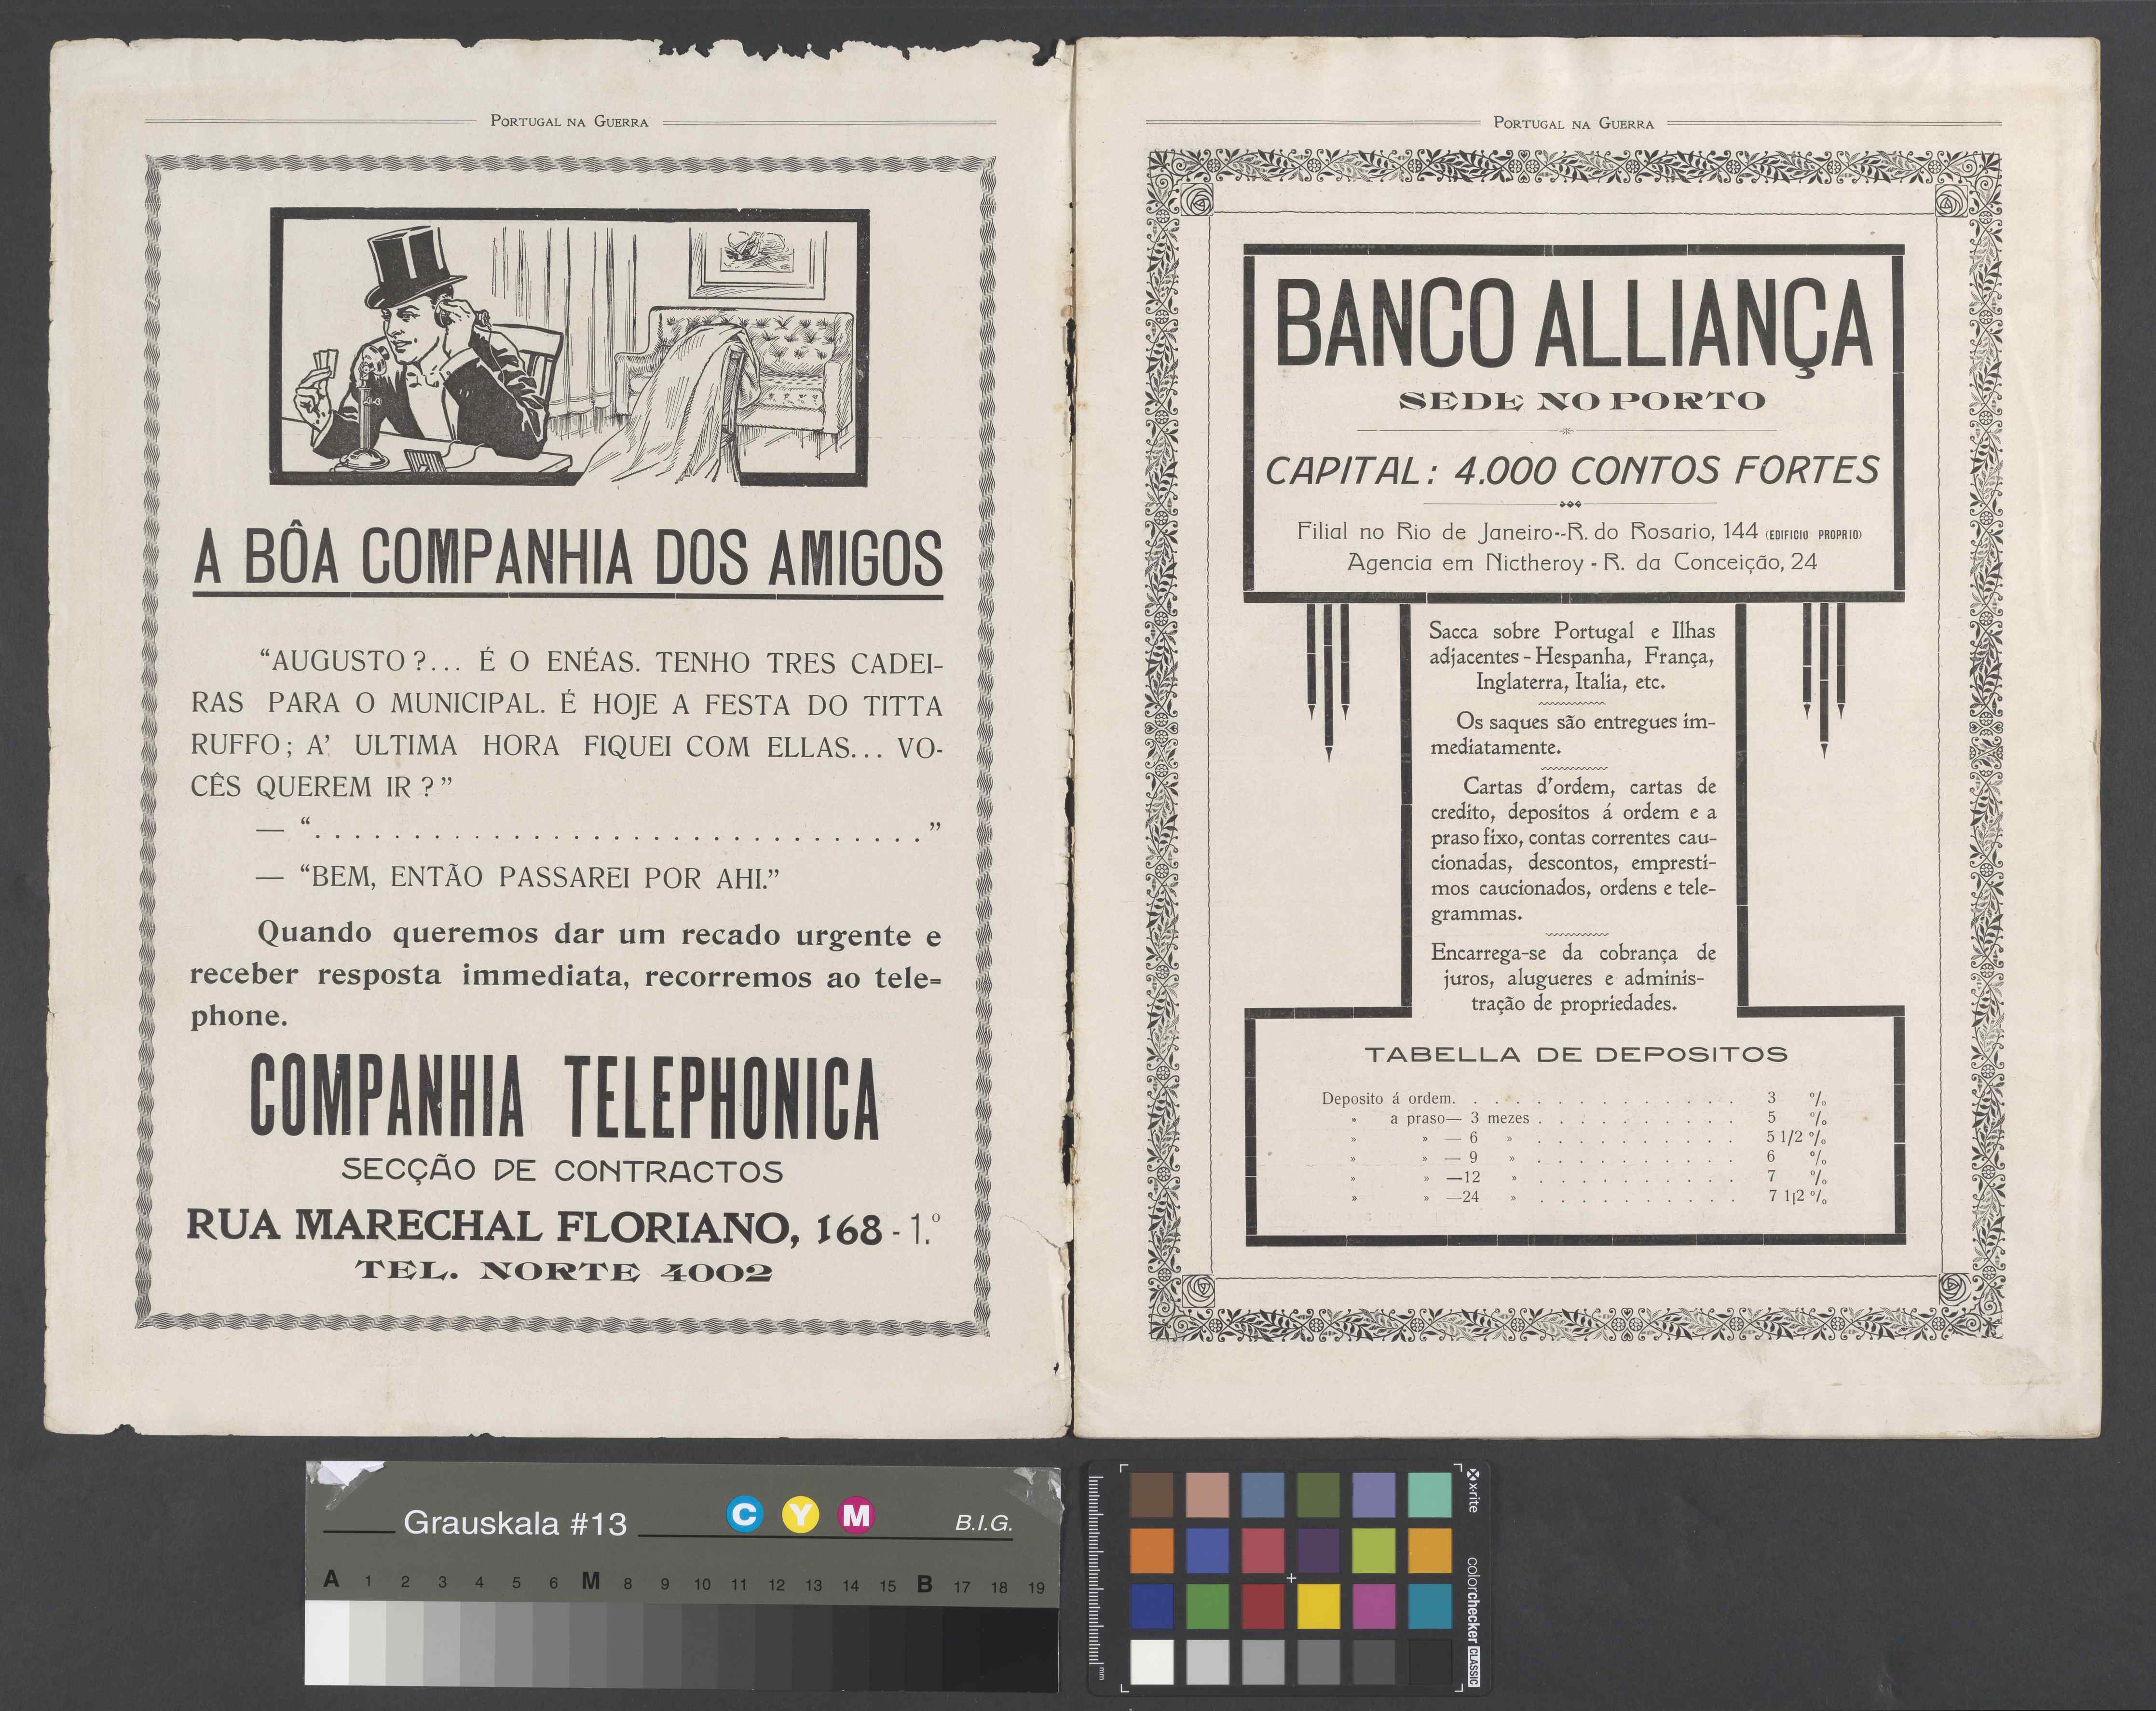 PORTUGAL NA GUERRA
A BÔA COMPANHIA DOS AMIGOS
“AUGUSTO?... É O ENÉAS. TENHO TRES CADEI-
RAS PARA O MUNICIPAL. É HOJE A FESTA DO TITTA
RUFFO; A’ ULTIMA HORA FIQUEI COM ELLAS... VO-
CÊS QUEREM IR?”
— “. . . . . . . . . . . . . . . . . . . . . . . . . . . . . . .”
— “BEM, ENTÃO PASSAREI POR AHI.”
Quando queremos dar um recado urgente e
receber resposta immediata, recorremos ao tele=
phone.
COMPANHIA TELEPHONICA
SECÇÃO DE CONTRACTOS
RUA MARECHAL FLORIANO, 168 - 1.º
TEL. NORTE 4002
PORTUGAL NA GUERRA
BANCO ALLIANÇA
SEDE NO PORTO
CAPITAL: 4.000 CONTOS FORTES
Filial no Rio de Janeiro--R. do Rosario, 144 (EDIFICIO PROPRIO)
Agencia em Nictheroy - R. da Conceição, 24
Sacca sobre Portugal e Ilhas
adjacentes - Hespanha, França,
Inglaterra, Italia, etc.
Os saques são entregues im-
mediatamente.
Cartas d'ordem, cartas de
credito, depositos á ordem e a
praso fixo, contas correntes cau-
cionadas, descontos, empresti-
mos caucionados, ordens e tele-
grammas.
Encarrega-se da cobrança de
juros, alugueres e adminis-
tração de propriedades.
TABELLA DE DEPOSITOS
Deposito á ordem. . . . . . . . . . . . . . 3 %
» a praso— 3 mezes . . . . . . . . . . . 5 %
» » — 6 » . . . . . . . . . . . 5 1/2 %
» » — 9 » . . . . . . . . . . . 6 %
» » —12 » . . . . . . . . . . . 7 %
» » —24 » . . . . . . . . . . . 7 1|2 %
Grauskala #13 C Y M B.I.G.
A 1 2 3 4 5 6 M 8 9 10 11 12 13 14 15 B 17 18 19
x-rite
colorchecker CLASSIC
mm